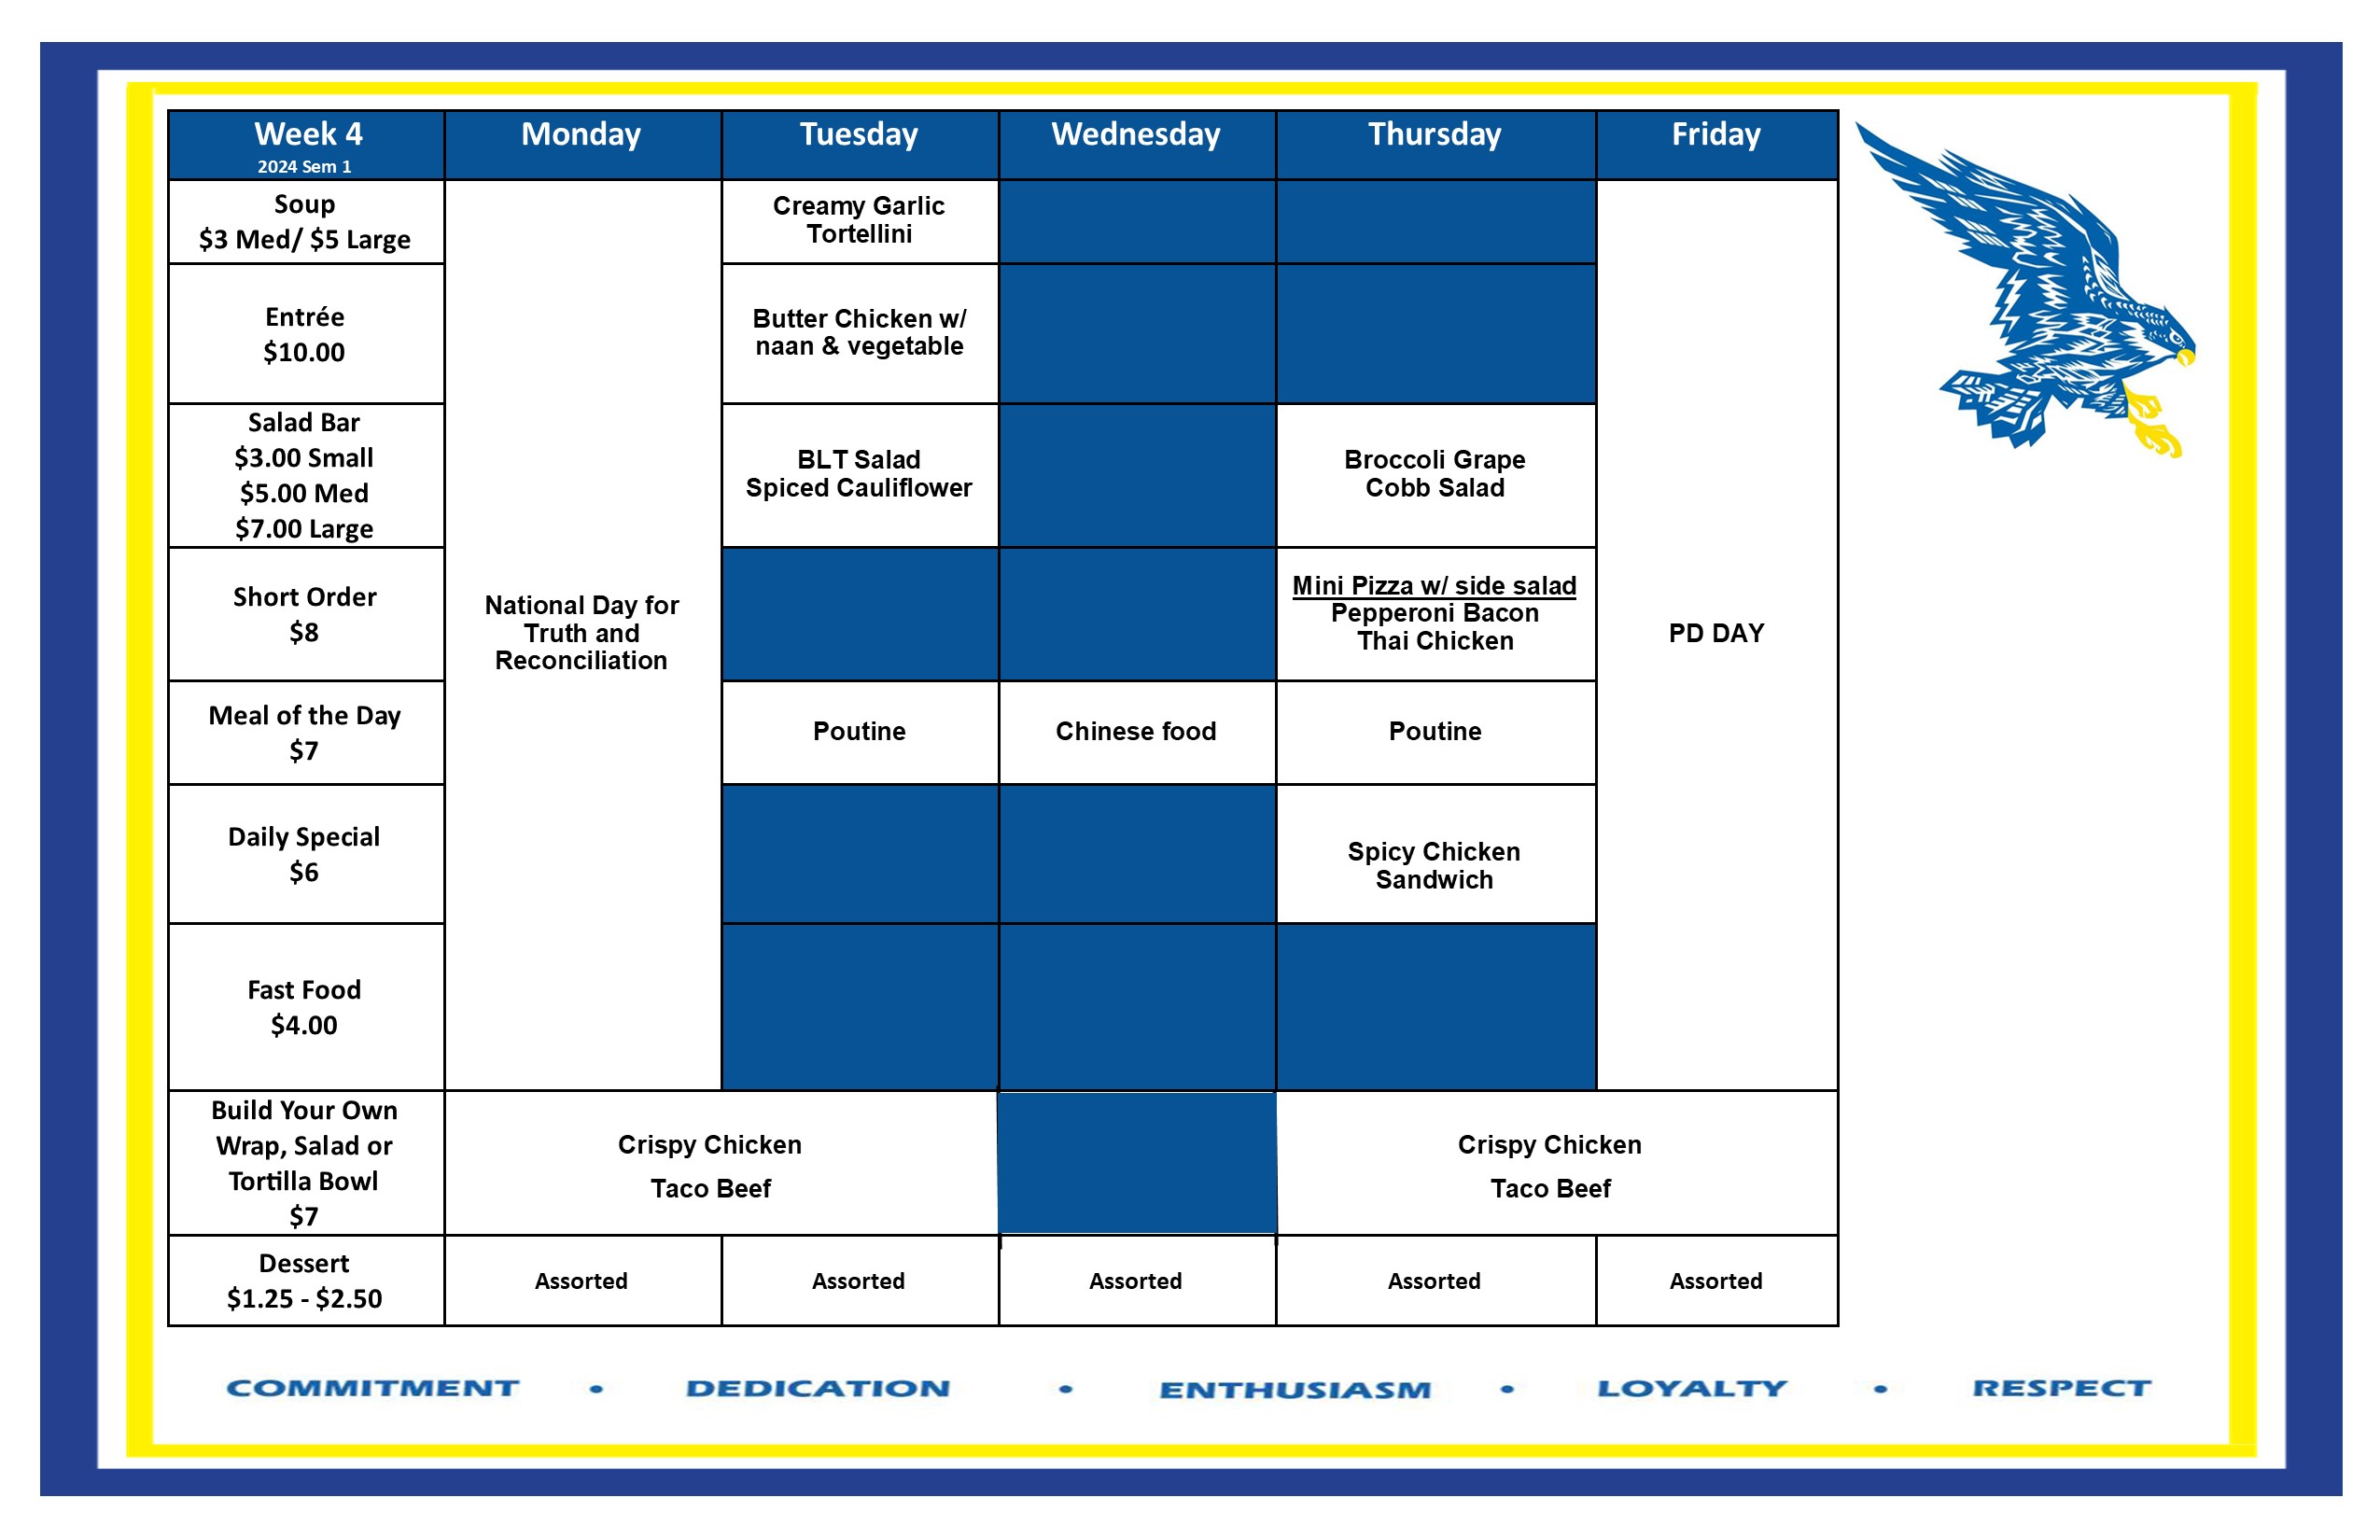 Week 4
2024 Sem 1
Monday
Tuesday
Wednesday
Thursday
Friday
Soup
$3 Med/ $5 Large
Creamy Garlic
Tortellini
Entrée
$10.00
Butter Chicken w/
naan & vegetable
Salad Bar
$3.00 Small
$5.00 Med
$7.00 Large
BLT Salad
Spiced Cauliflower
Broccoli Grape
Cobb Salad
Short Order
$8
National Day for
Truth and
Reconciliation
Mini Pizza w/ side salad
Pepperoni Bacon
Thai Chicken
PD DAY
Meal of the Day
$7
Poutine
Chinese food
Poutine
Daily Special
$6
Spicy Chicken
Sandwich
Fast Food
$4.00
Build Your Own
Wrap, Salad or
Tortilla Bowl
$7
Crispy Chicken
Taco Beef
Crispy Chicken
Taco Beef
Dessert
$1.25 - $2.50
Assorted
Assorted
Assorted
Assorted
Assorted
COMMITMENT • DEDICATION • ENTHUSIASM • LOYALTY • RESPECT